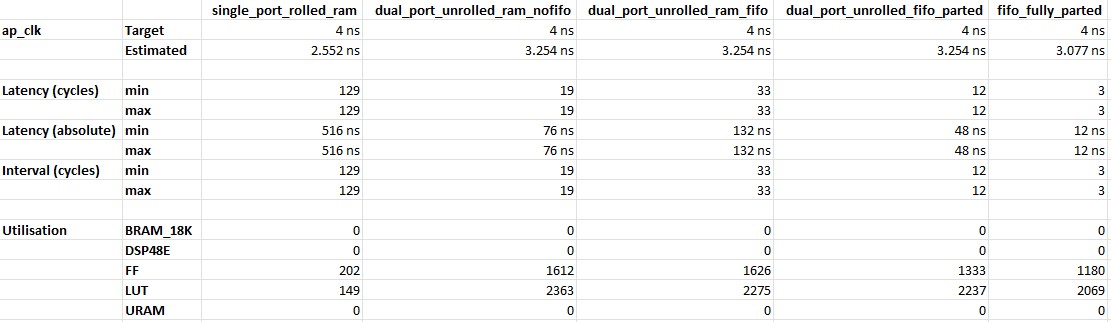 single_port_rolled_ram dual_port_unrolled_ram_nofifo dual_port_unrolled_ram_fifo dual_port_unrolled_fifo_parted fifo_fully_parted
ap_clk Target 4 ns 4 ns 4 ns 4 ns 4 ns
Estimated 2.552 ns 3.254 ns 3.254 ns 3.254 ns 3.077 ns
Latency (cycles) min 129 19 33 12 3
max 129 19 33 12 3
Latency (absolute) min 516 ns 76 ns 132 ns 48 ns 12 ns
max 516 ns 76 ns 132 ns 48 ns 12 ns
Interval (cycles) min 129 19 33 12 3
max 129 19 33 12 3
Utilisation BRAM_18K 0 0 0 0 0
DSP48E 0 0 0 0 0
FF 202 1612 1626 1333 1180
LUT 149 2363 2275 2237 2069
URAM 0 0 0 0 0